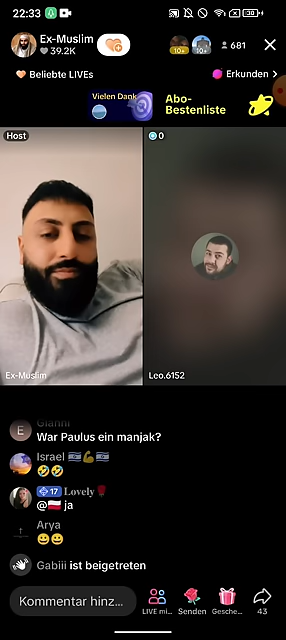 22:33
Ex-Muslim
39.2K
10+
10+
681
Beliebte LIVEs
Erkunden >
Vielen Dank
Abo-
Bestenliste
Host
0
Ex-Muslim
Leo.6152
Gianni
War Paulus ein manjak?
Israel 🇮🇱💪🇮🇱
🤣🤣
17 𝐋𝐨𝐯𝐞𝐥𝐲🌹
@🇵🇱 ja
Arya
😀😀
Gabiii ist beigetreten
Kommentar hinz...
LIVE mi...
Senden
Gesche...
43